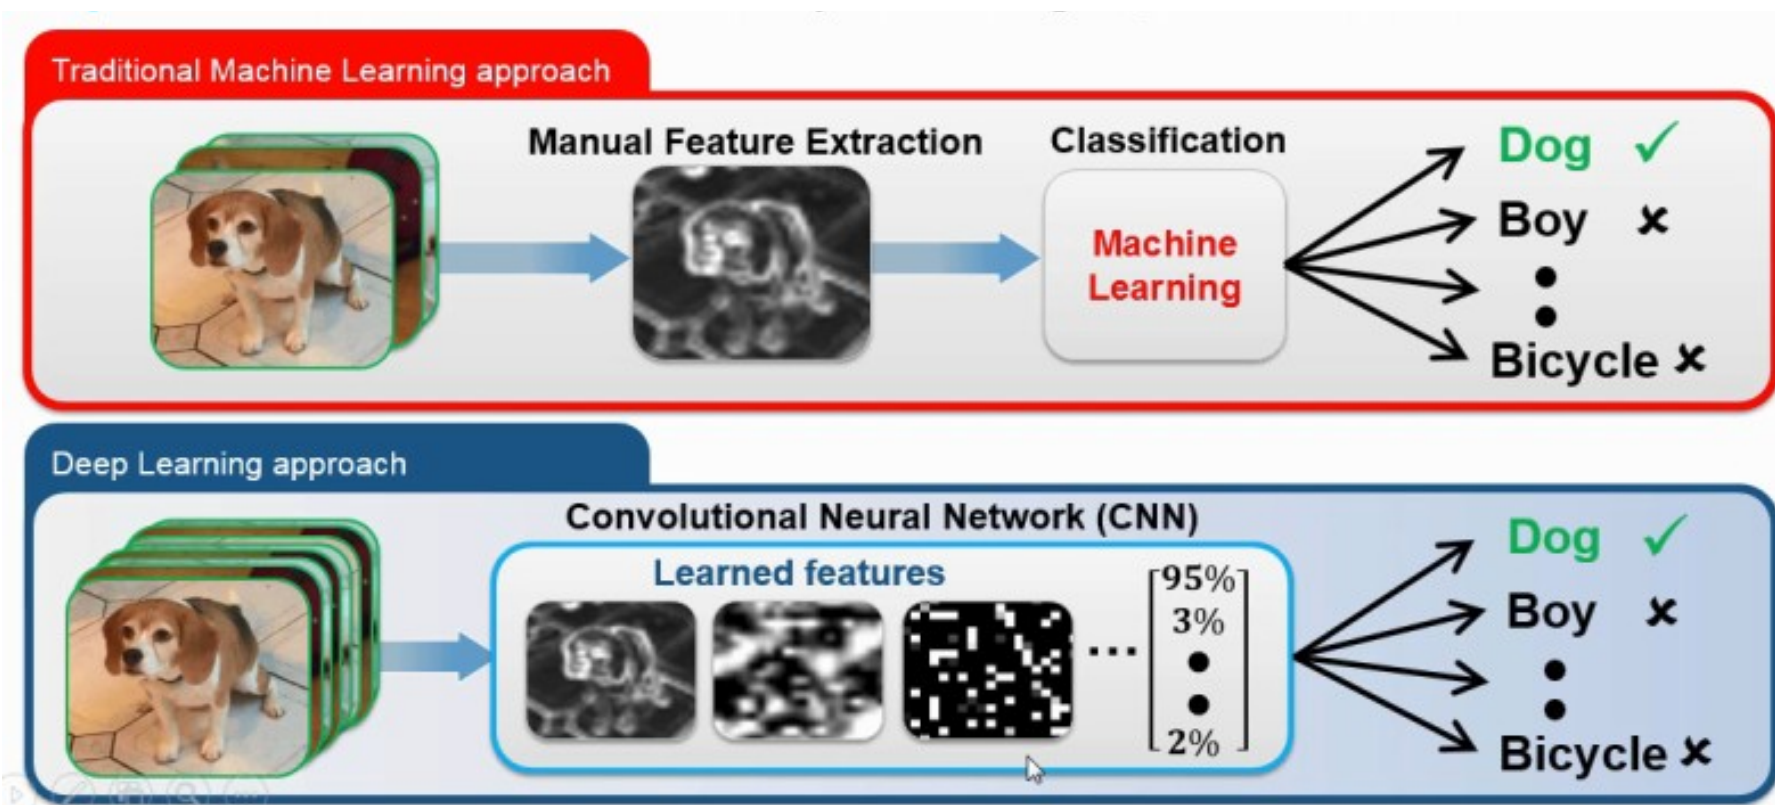 Traditional Machine Learning approach
Manual Feature Extraction
Classification
Machine
Learning
Dog ✓
Boy ✗
Bicycle ✗
Deep Learning approach
Convolutional Neural Network (CNN)
Learned features
...
95%
3%
2%
Dog ✓
Boy ✗
Bicycle ✗